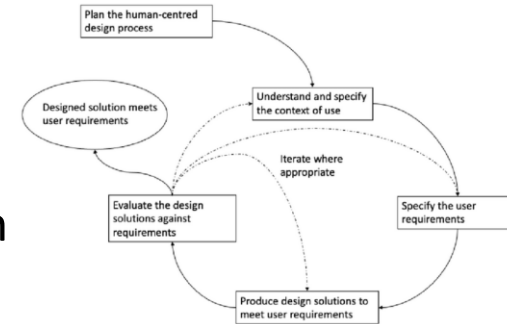 Plan the human-centred
design process
Understand and specify
the context of use
Designed solution meets
user requirements
Iterate where
appropriate
Evaluate the design
solutions against
requirements
Specify the user
requirements
n
Produce design solutions to
meet user requirements